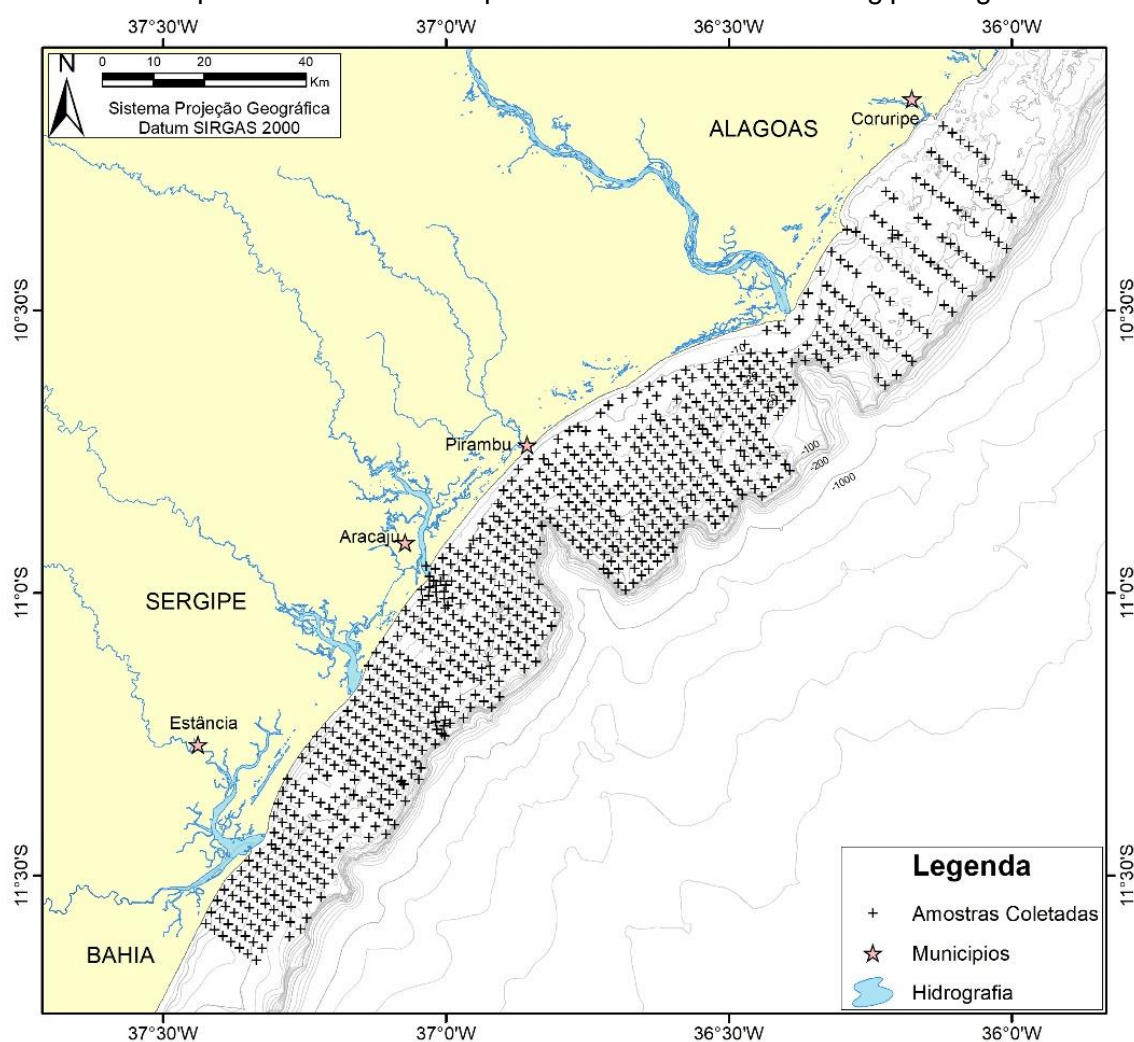 37°30'W 37°0'W 36°30'W 36°0'W
N
0 10 20 40
Km
Sistema Projeção Geográfica
Datum SIRGAS 2000
ALAGOAS
Coruripe
10°30'S 10°30'S
-10
Pirambu
-100
-200
-1000
Aracaju
11°0'S 11°0'S
SERGIPE
Estância
11°30'S 11°30'S
BAHIA
Legenda
Amostras Coletadas
Municipios
Hidrografia
37°30'W 37°0'W 36°30'W 36°0'W